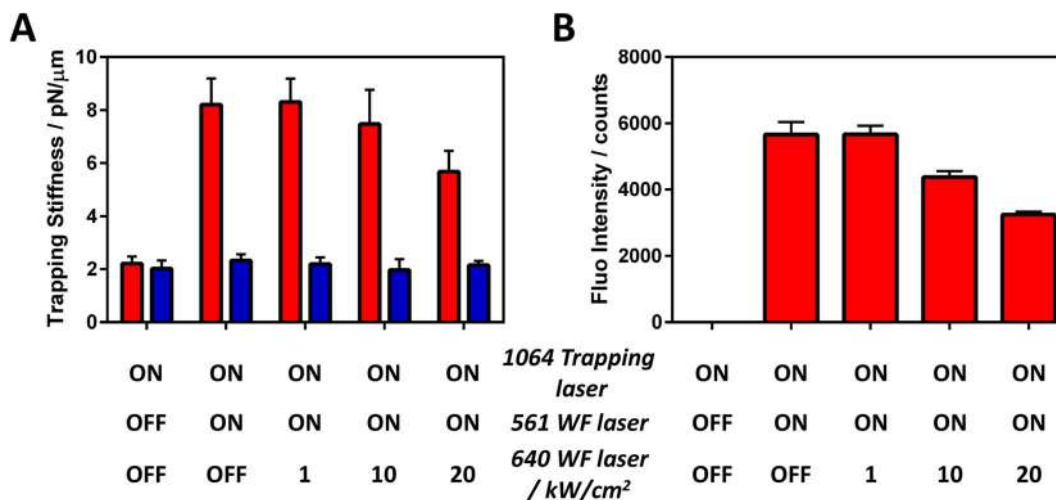 A
B
Trapping Stiffness / pN/μm
10
8
6
4
2
0
Fluo Intensity / counts
8000
6000
4000
2000
0
ON ON ON ON ON 1064 Trapping laser ON ON ON ON ON
OFF ON ON ON ON 561 WF laser OFF ON ON ON ON
OFF OFF 1 10 20 640 WF laser / kW/cm² OFF OFF 1 10 20